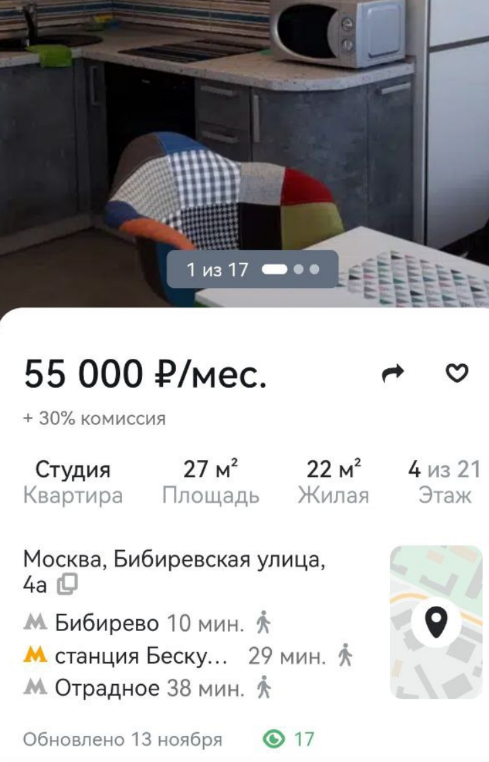 1 из 17
55 000 ₽/мес.
+ 30% комиссия
Студия 27 м² 22 м² 4 из 21
Квартира Площадь Жилая Этаж
Москва, Бибиревская улица,
4а
Бибирево 10 мин.
станция Беску... 29 мин.
Отрадное 38 мин.
Обновлено 13 ноября 17